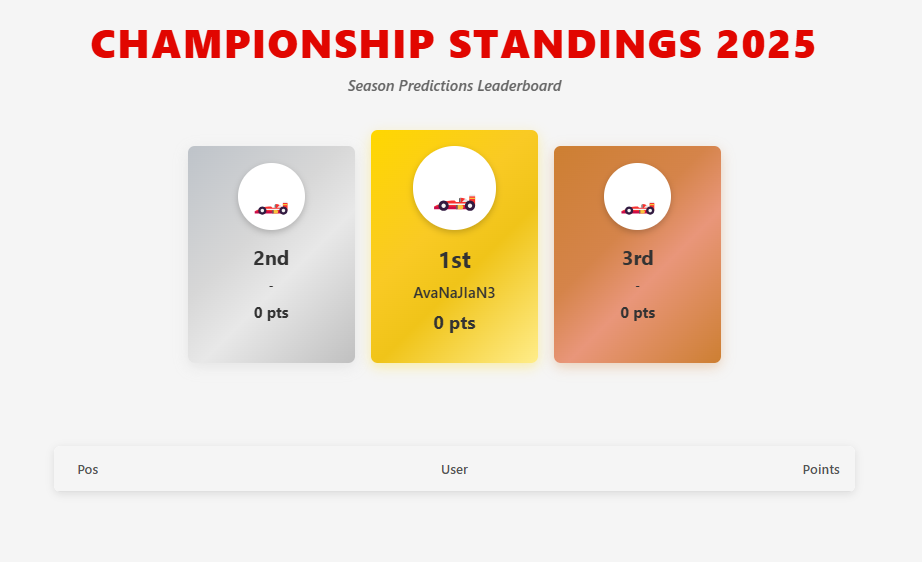 CHAMPIONSHIP STANDINGS 2025
Season Predictions Leaderboard
2nd
-
0 pts
1st
AvaNaJIaN3
0 pts
3rd
-
0 pts
Pos User Points